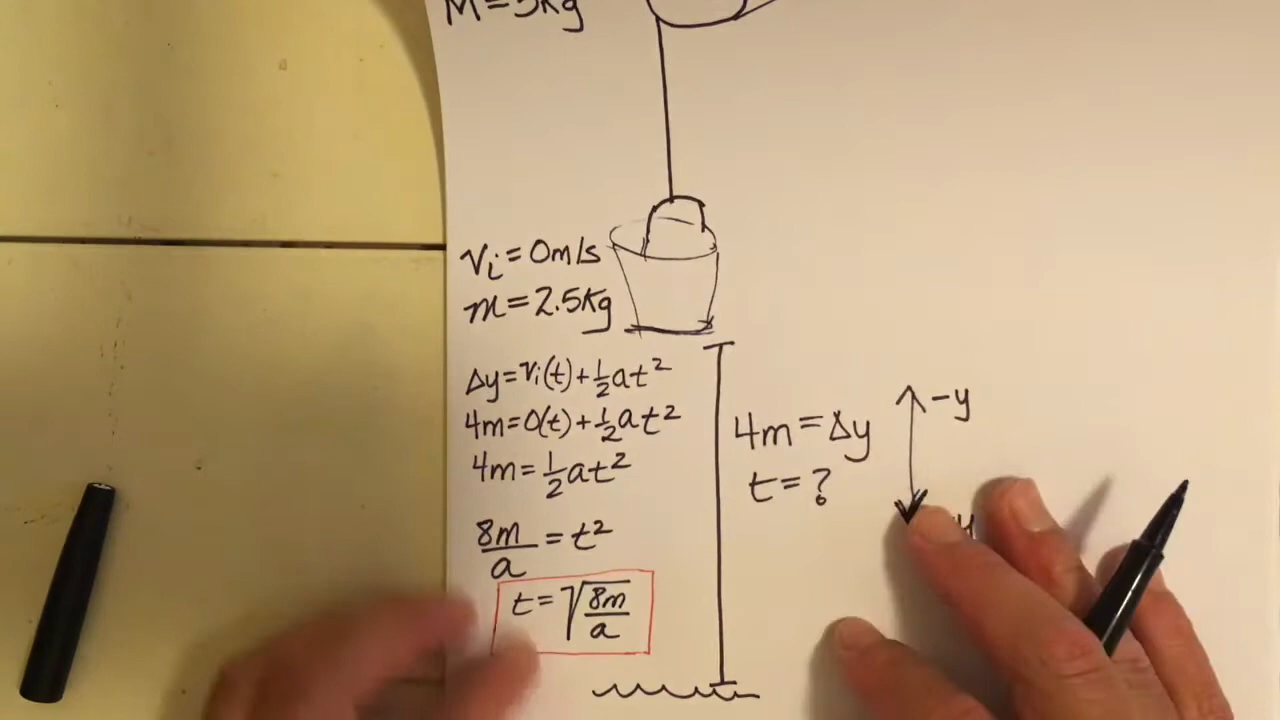 M=5kg
vᵢ=0m/s
m=2.5kg
Δy=vᵢ(t)+½at²
4m=0(t)+½at²
4m=½at²
8m/a=t²
t=√(8m/a)
4m=Δy
t=?
-y